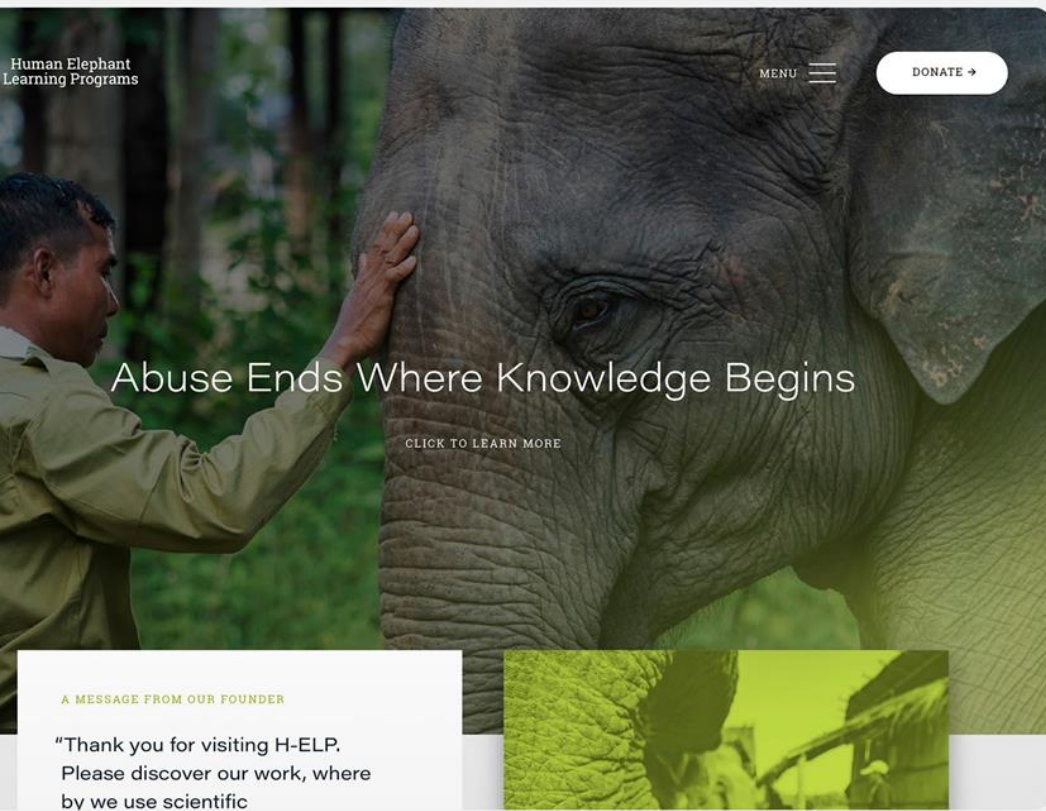 Human Elephant
Learning Programs
MENU
DONATE →
Abuse Ends Where Knowledge Begins
CLICK TO LEARN MORE
A MESSAGE FROM OUR FOUNDER
“Thank you for visiting H-ELP.
Please discover our work, where
by we use scientific